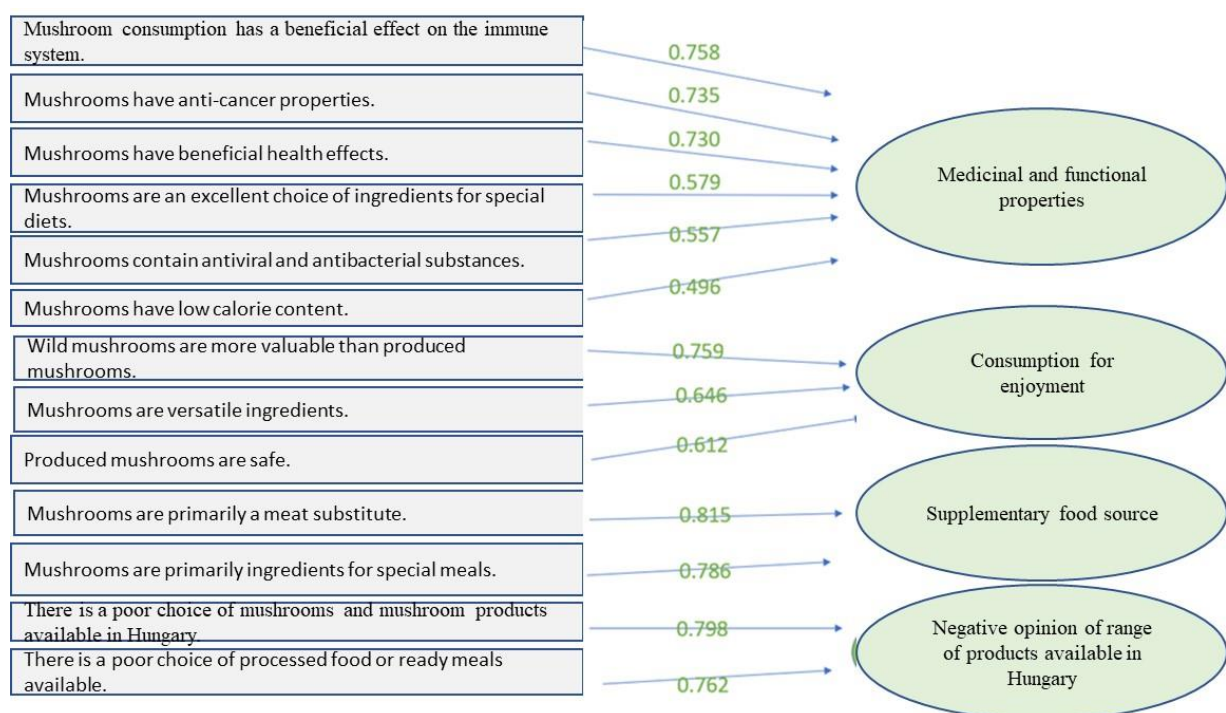 Mushroom consumption has a beneficial effect on the immune
system.
0.758
Mushrooms have anti-cancer properties.
0.735
Mushrooms have beneficial health effects.
0.730
Mushrooms are an excellent choice of ingredients for special
diets.
0.579
Mushrooms contain antiviral and antibacterial substances.
0.557
Mushrooms have low calorie content.
0.496
Medicinal and functional
properties
Wild mushrooms are more valuable than produced
mushrooms.
0.759
Mushrooms are versatile ingredients.
0.646
Produced mushrooms are safe.
0.612
Consumption for
enjoyment
Mushrooms are primarily a meat substitute.
0.815
Mushrooms are primarily ingredients for special meals.
0.786
Supplementary food source
There is a poor choice of mushrooms and mushroom products
available in Hungary.
0.798
There is a poor choice of processed food or ready meals
available.
0.762
Negative opinion of range
of products available in
Hungary